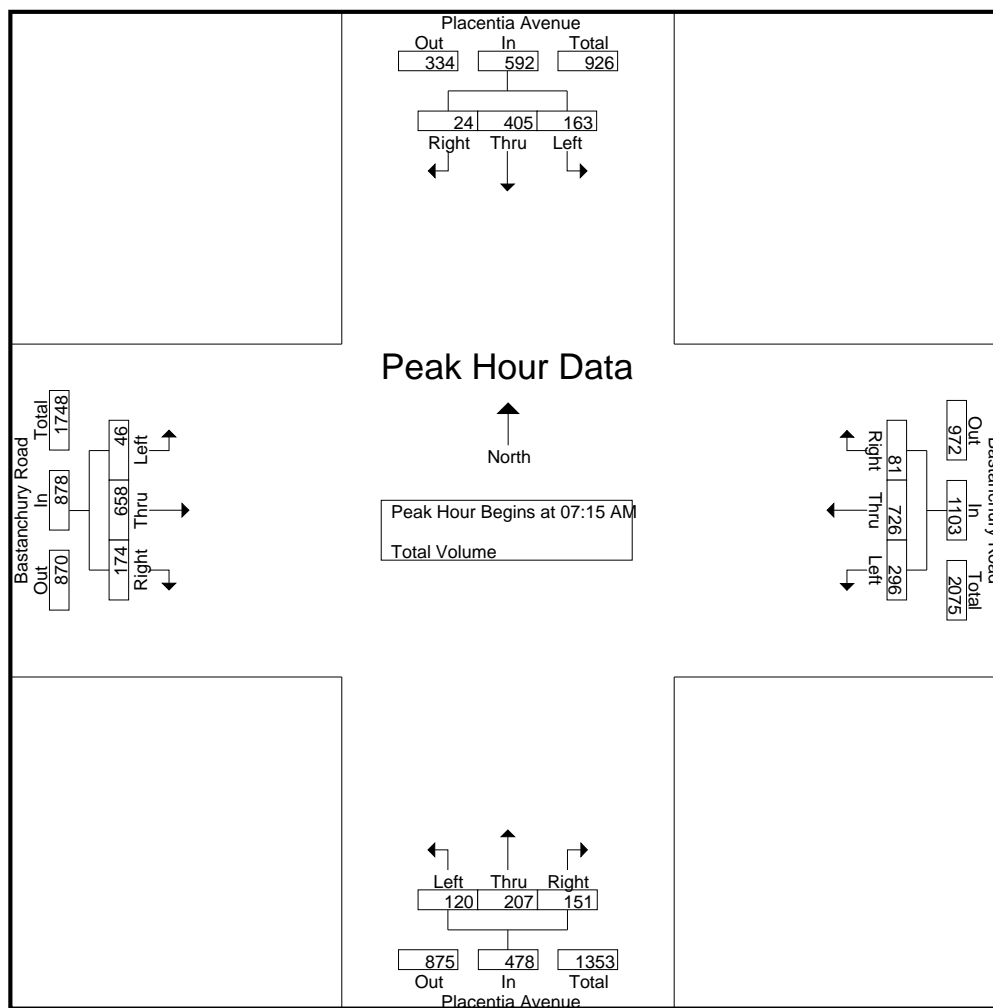 Placentia Avenue
Out In Total
334 592 926
24 405 163
Right Thru Left
Peak Hour Data
North
Peak Hour Begins at 07:15 AM
Total Volume
Bastanchury Road
Total In Out
1748 878 870
46 658 174
Left Thru Right
Bastanchury Road
Out In Total
972 1103 2075
81 726 296
Right Thru Left
Left Thru Right
120 207 151
875 478 1353
Out In Total
Placentia Avenue